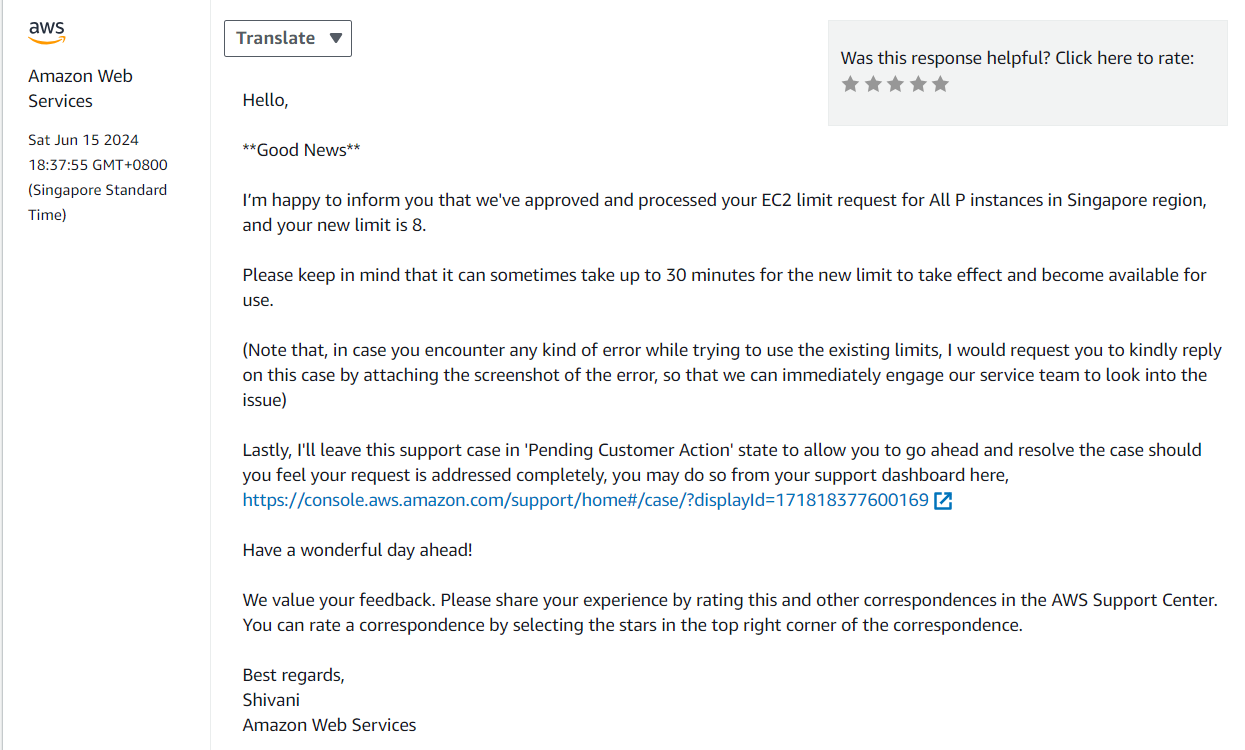 aws
Amazon Web
Services
Sat Jun 15 2024
18:37:55 GMT+0800
(Singapore Standard
Time)
Translate
Was this response helpful? Click here to rate:
Hello,
**Good News**
I’m happy to inform you that we've approved and processed your EC2 limit request for All P instances in Singapore region,
and your new limit is 8.
Please keep in mind that it can sometimes take up to 30 minutes for the new limit to take effect and become available for
use.
(Note that, in case you encounter any kind of error while trying to use the existing limits, I would request you to kindly reply
on this case by attaching the screenshot of the error, so that we can immediately engage our service team to look into the
issue)
Lastly, I'll leave this support case in 'Pending Customer Action' state to allow you to go ahead and resolve the case should
you feel your request is addressed completely, you may do so from your support dashboard here,
https://console.aws.amazon.com/support/home#/case/?displayId=171818377600169
Have a wonderful day ahead!
We value your feedback. Please share your experience by rating this and other correspondences in the AWS Support Center.
You can rate a correspondence by selecting the stars in the top right corner of the correspondence.
Best regards,
Shivani
Amazon Web Services